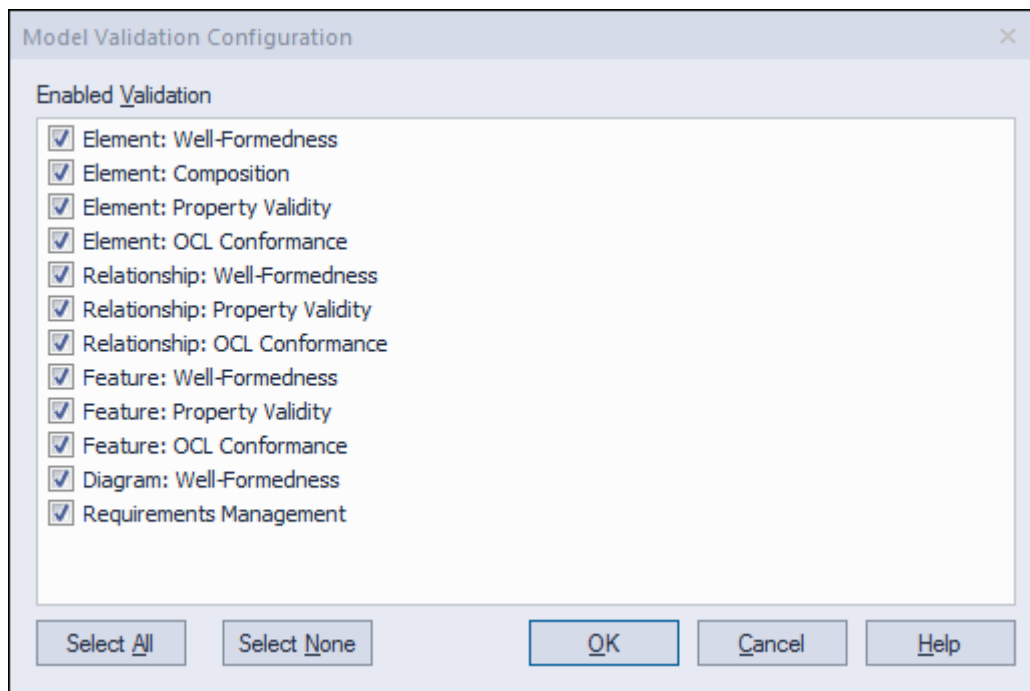 Model Validation Configuration
Enabled Validation
Element: Well-Formedness
Element: Composition
Element: Property Validity
Element: OCL Conformance
Relationship: Well-Formedness
Relationship: Property Validity
Relationship: OCL Conformance
Feature: Well-Formedness
Feature: Property Validity
Feature: OCL Conformance
Diagram: Well-Formedness
Requirements Management
Select All Select None OK Cancel Help